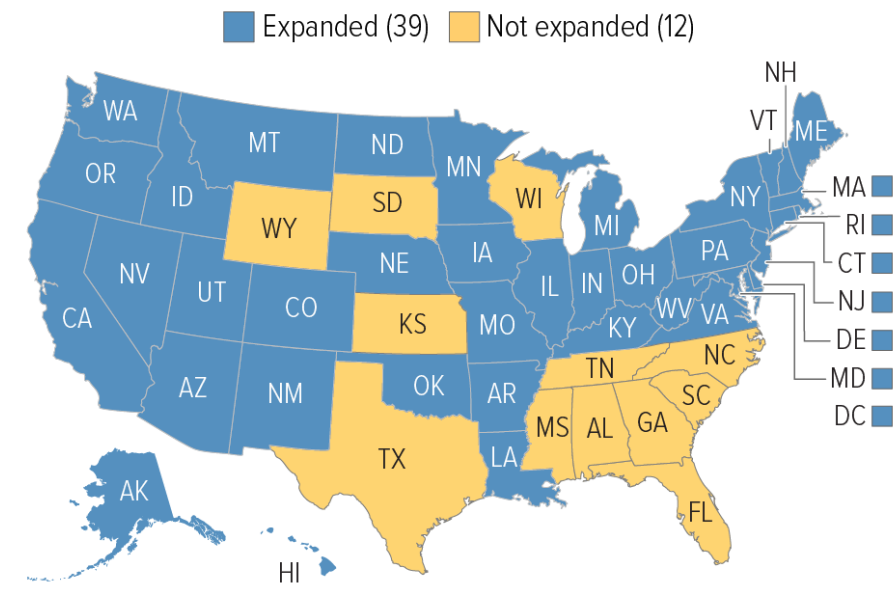 Expanded (39) Not expanded (12)
NH
VT
WA
MT
ND
MN
ME
OR
ID
SD
WI
MI
NY
MA
WY
RI
NV
UT
CO
NE
IA
IL
IN
OH
PA
CT
NJ
CA
KS
MO
KY
WV
VA
DE
AZ
NM
OK
AR
TN
NC
MD
SC
DC
TX
LA
MS
AL
GA
AK
FL
HI